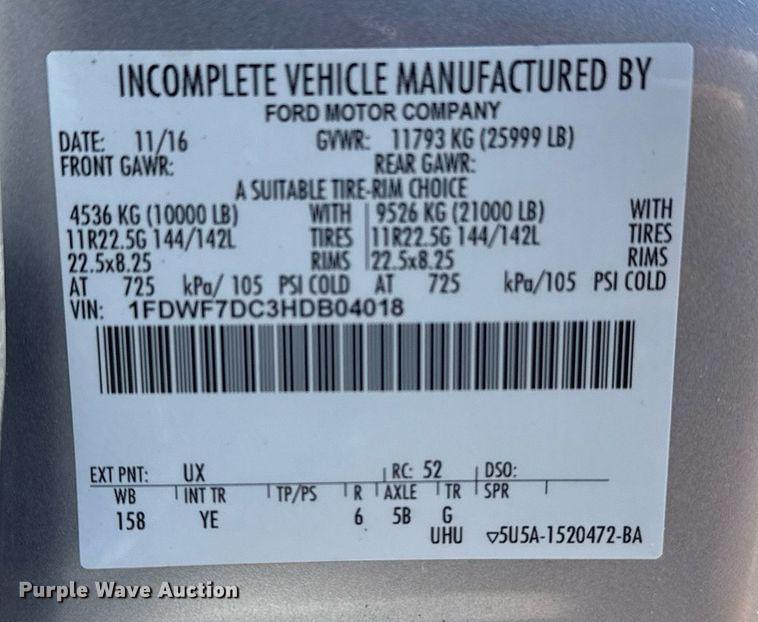 INCOMPLETE VEHICLE MANUFACTURED BY
FORD MOTOR COMPANY
DATE: 11/16 GVWR: 11793 KG (25999 LB)
FRONT GAWR: REAR GAWR:
A SUITABLE TIRE-RIM CHOICE
4536 KG (10000 LB) WITH 9526 KG (21000 LB) WITH
11R22.5G 144/142L TIRES 11R22.5G 144/142L TIRES
22.5x8.25 RIMS 22.5x8.25 RIMS
AT 725 kPa/ 105 PSI COLD AT 725 kPa/105 PSI COLD
VIN: 1FDWF7DC3HDB04018
EXT PNT: UX RC: 52 DSO:
WB INT TR TP/PS R AXLE TR SPR
158 YE 6 5B G
UHU ▽5U5A-1520472-BA
Purple Wave Auction